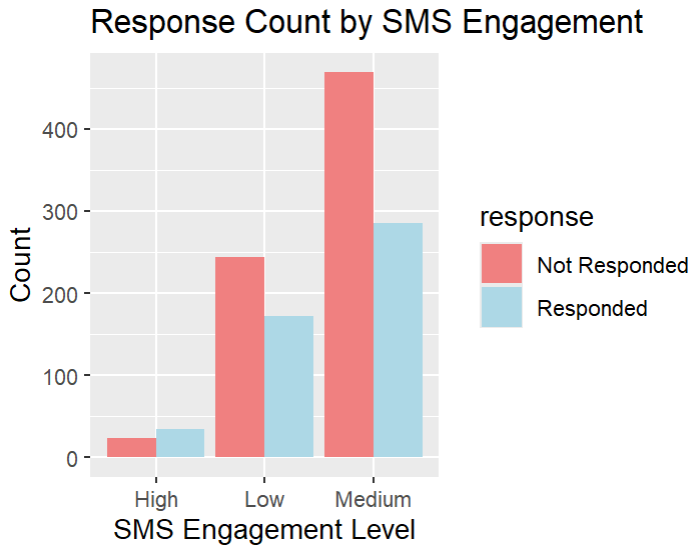 Response Count by SMS Engagement
Count
400
300
200
100
0
High Low Medium
SMS Engagement Level
response
Not Responded
Responded